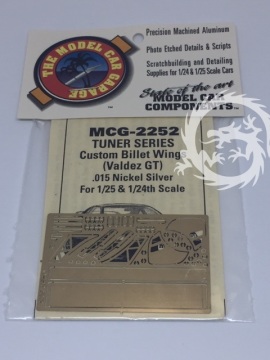 THE MODEL CAR GARAGE
Precision Machined Aluminum
Photo Etched Details & Scripts
Scratchbuilding and Detailing
Supplies for 1/24 & 1/25 Scale Cars
State of the art
MODEL CAR
COMPONENTS
MCG-2252
TUNER SERIES
Custom Billet Wing
(Valdez GT)
.015 Nickel Silver
For 1/25 & 1/24th Scale